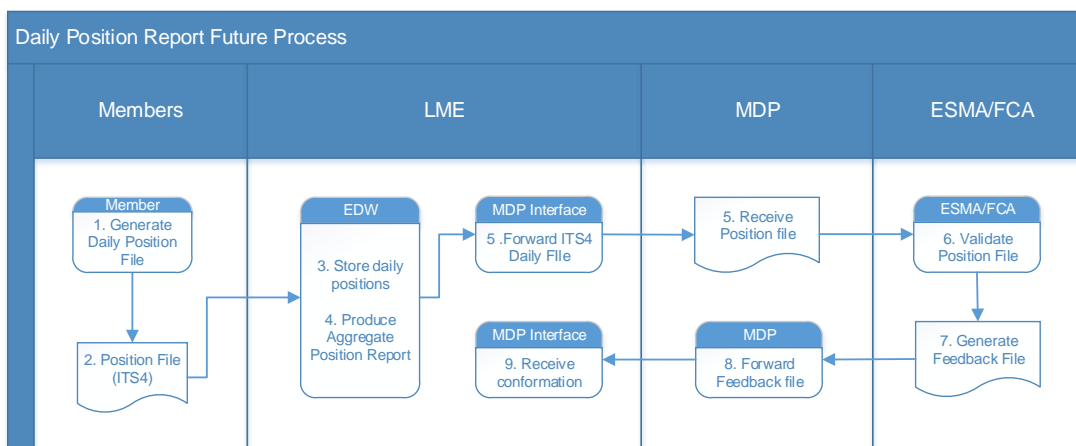 Daily Position Report Future Process
Members
LME
MDP
ESMA/FCA
Member
1. Generate
Daily Position
File
2. Position File
(ITS4)
EDW
3. Store daily
positions
4. Produce
Aggregate
Position Report
MDP Interface
5 .Forward ITS4
Daily FIle
5. Receive
Position file
ESMA/FCA
6. Validate
Position File
7. Generate
Feedback File
MDP
8. Forward
Feedback file
MDP Interface
9. Receive
conformation